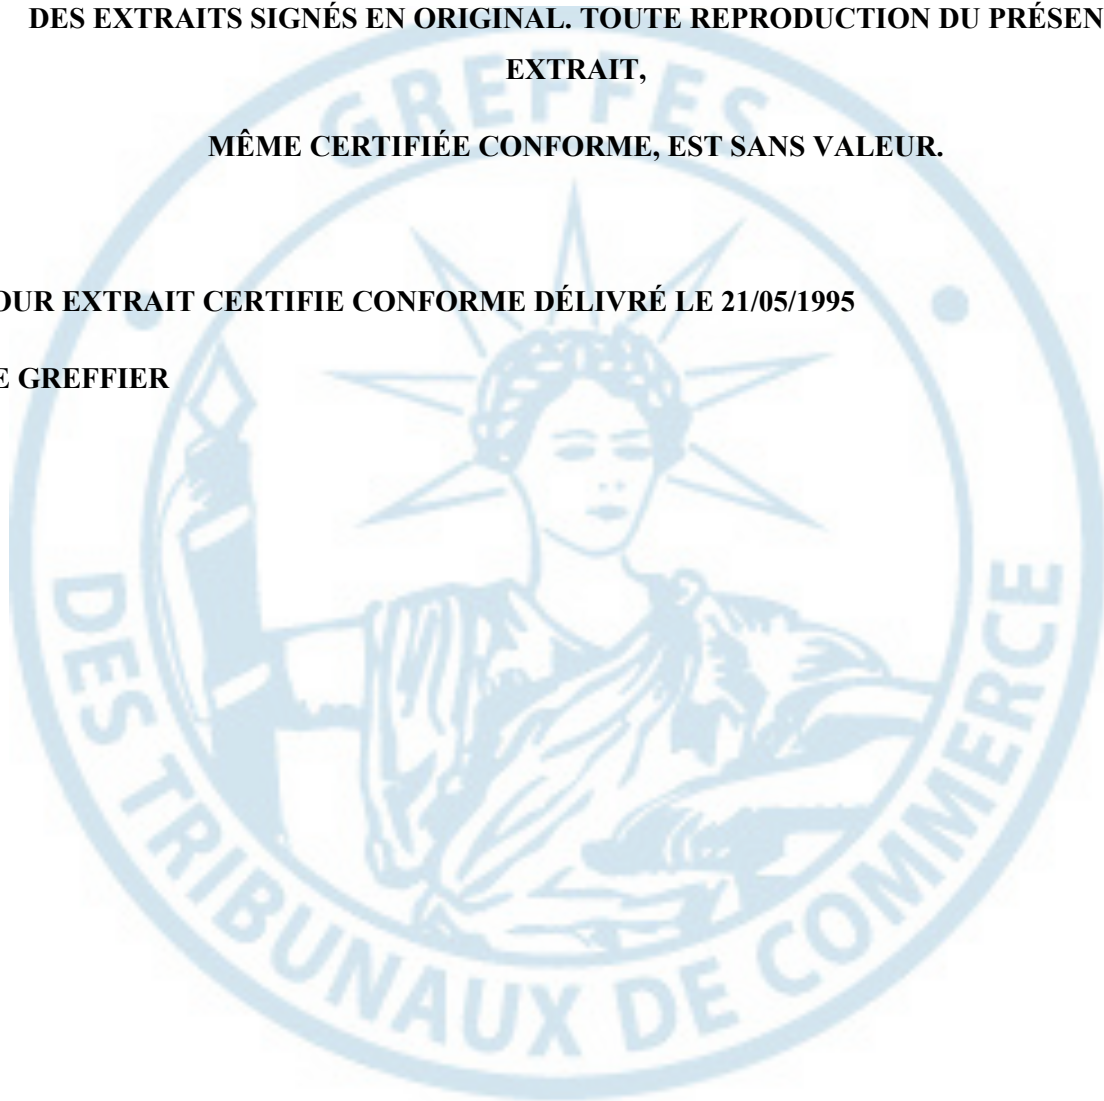 DES EXTRAITS SIGNÉS EN ORIGINAL. TOUTE REPRODUCTION DU PRÉSEN
EXTRAIT,
MÊME CERTIFIÉE CONFORME, EST SANS VALEUR.
OUR EXTRAIT CERTIFIE CONFORME DÉLIVRÉ LE 21/05/1995
E GREFFIER
GREFFES
DES TRIBUNAUX DE COMMERCE